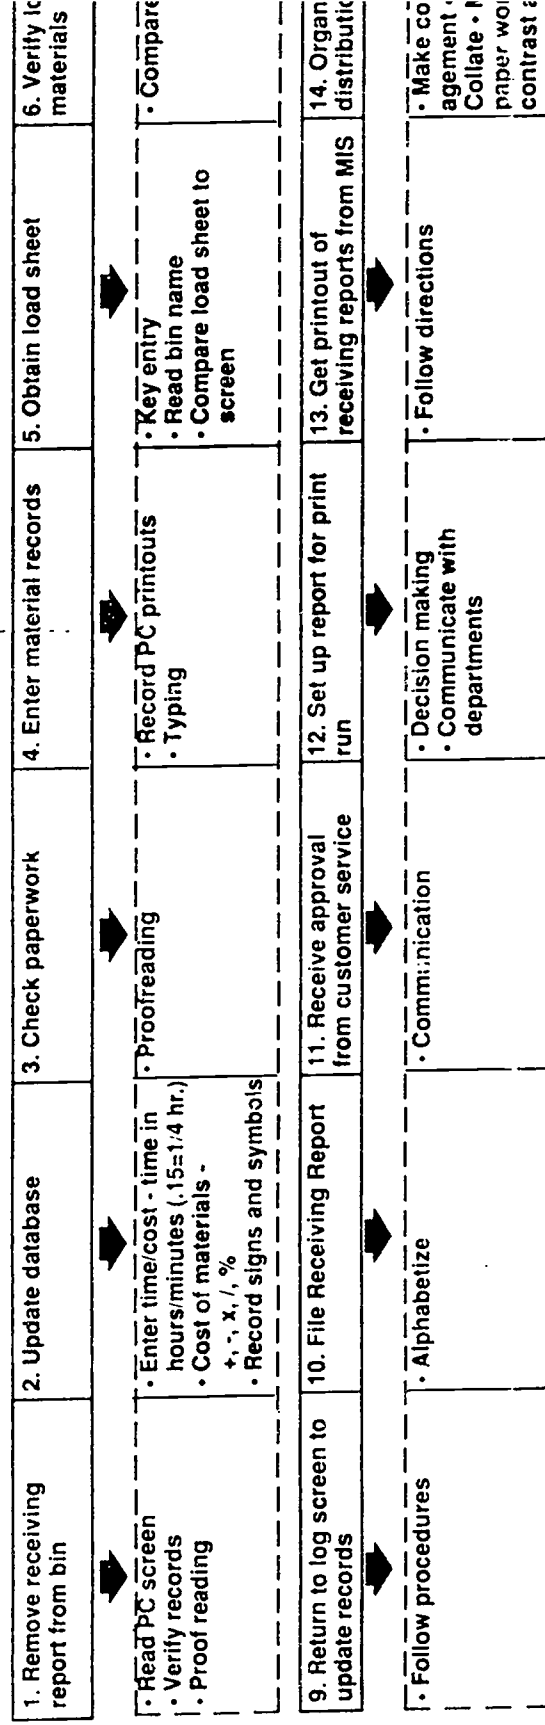 1. Remove receiving
report from bin
2. Update database
3. Check paperwork
4. Enter material records
5. Obtain load sheet
6. Verify
materials
• Read PC screen
• Verify records
• Proof reading
• Enter time/cost - time in
hours/minutes (.15=1/4 hr.)
• Cost of materials -
+, -, x, /, %
• Record signs and symbols
• Proofreading
• Record PC printouts
• Typing
• Key entry
• Read bin name
• Compare load sheet to
screen
• Compare
9. Return to log screen to
update records
10. File Receiving Report
11. Receive approval
from customer service
12. Set up report for print
run
13. Get printout of
receiving reports from MIS
14. Organ
distributio
• Follow procedures
• Alphabetize
• Communication
• Decision making
• Communicate with
departments
• Follow directions
• Make co
agement
Collate •
paper wo
contrast a